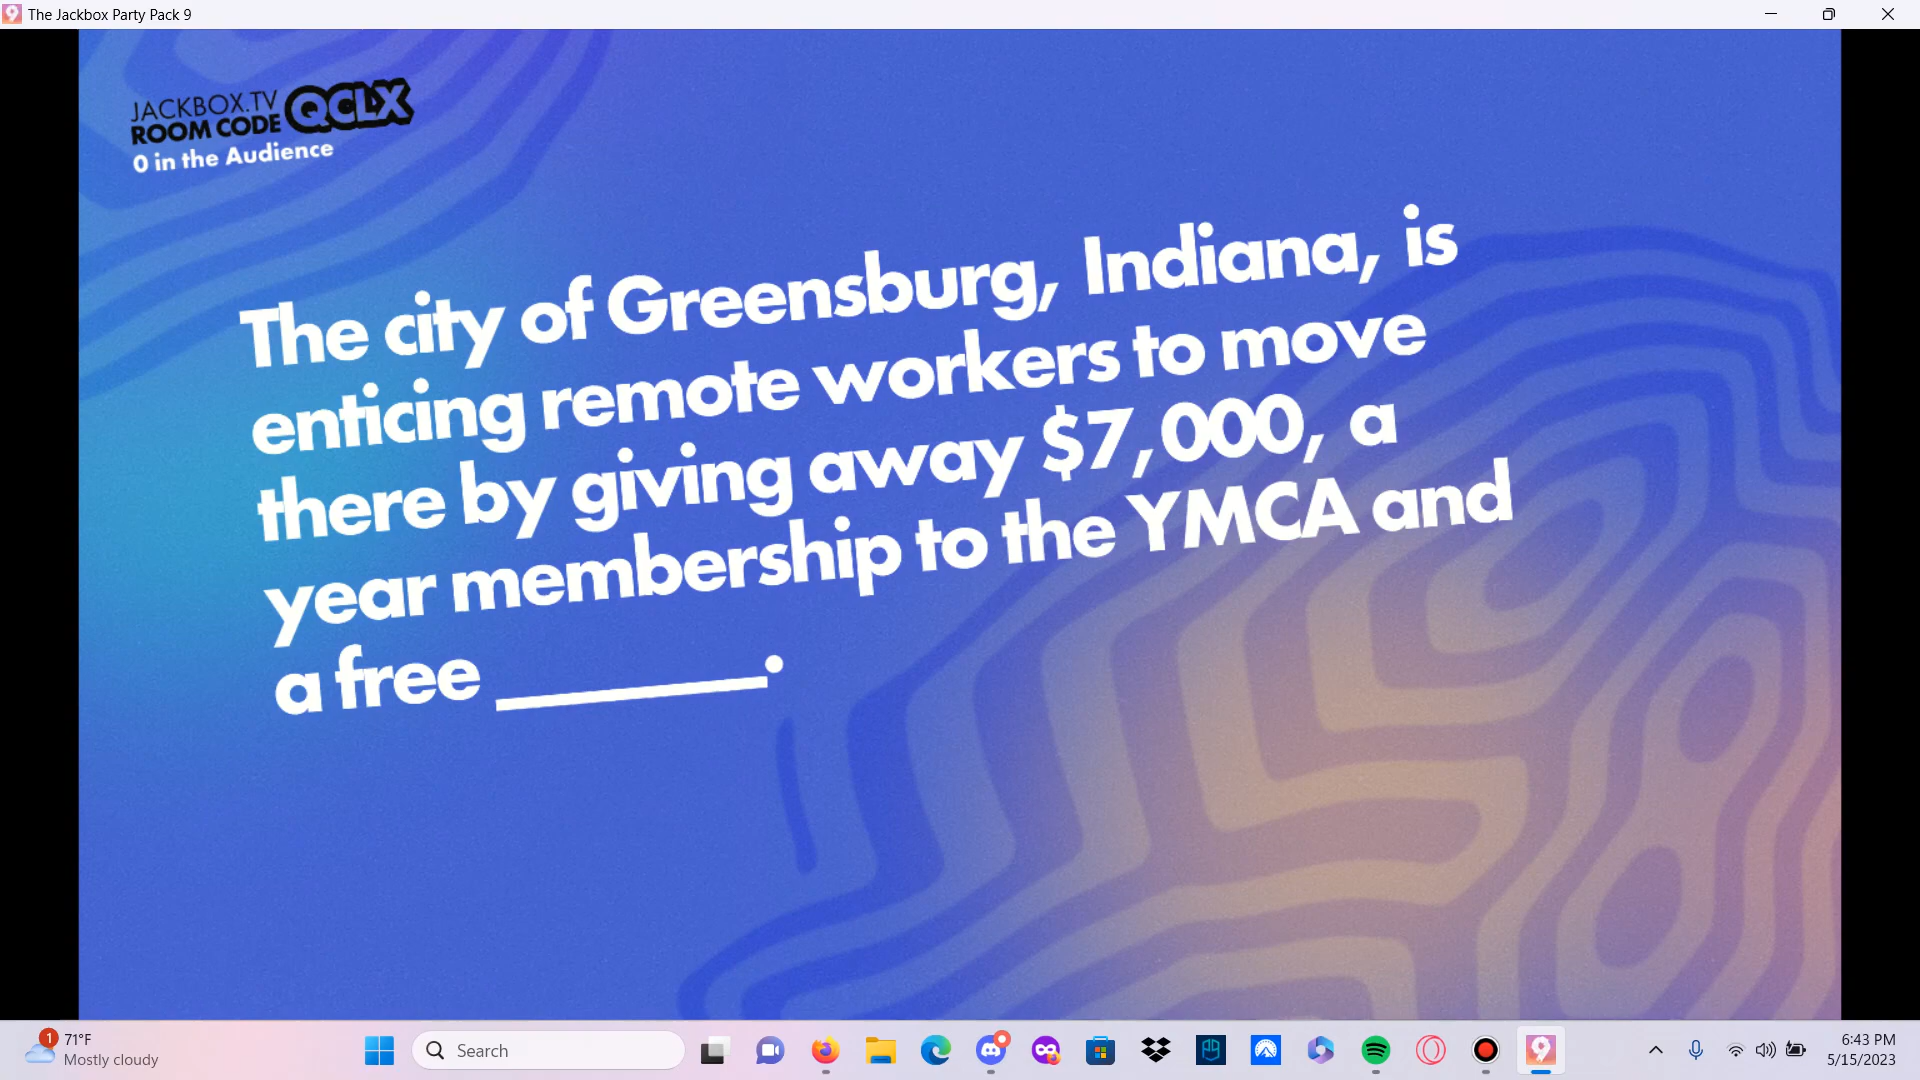 The Jackbox Party Pack 9
JACKBOX.TV
ROOM CODE QCLX
0 in the Audience
The city of Greensburg, Indiana, is
enticing remote workers to move
there by giving away $7,000, a
year membership to the YMCA and
a free ________.
1
71°F
Mostly cloudy
Search
6:43 PM
5/15/2023